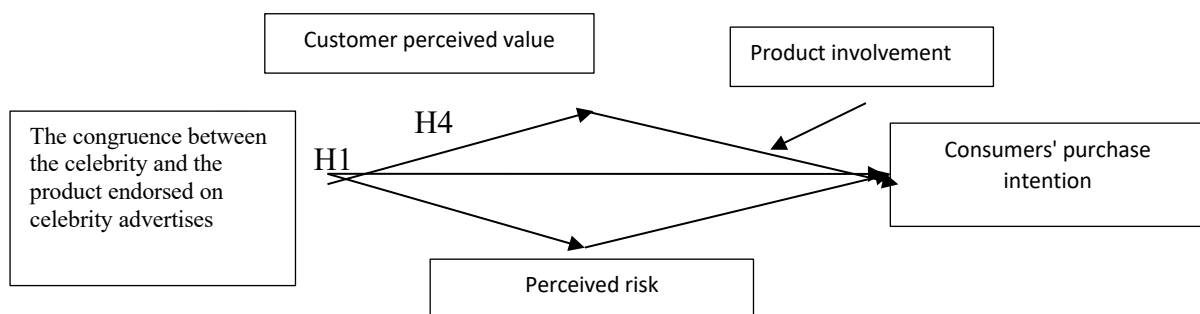 Customer perceived value
Product involvement
The congruence between
the celebrity and the
product endorsed on
celebrity advertises
H4
H1
Consumers' purchase
intention
Perceived risk